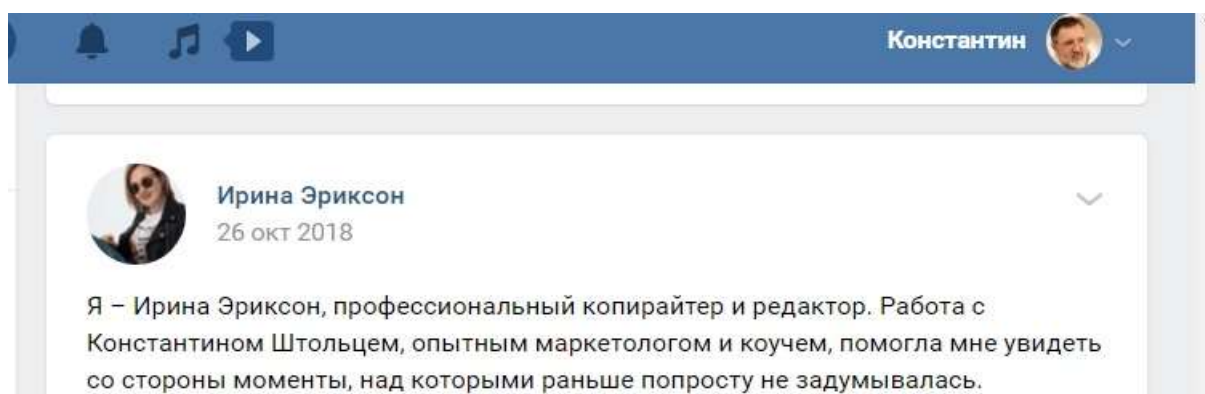 Константин
Ирина Эриксон
26 окт 2018
Я – Ирина Эриксон, профессиональный копирайтер и редактор. Работа с
Константином Штольцем, опытным маркетологом и коучем, помогла мне увидеть
со стороны моменты, над которыми раньше попросту не задумывалась.